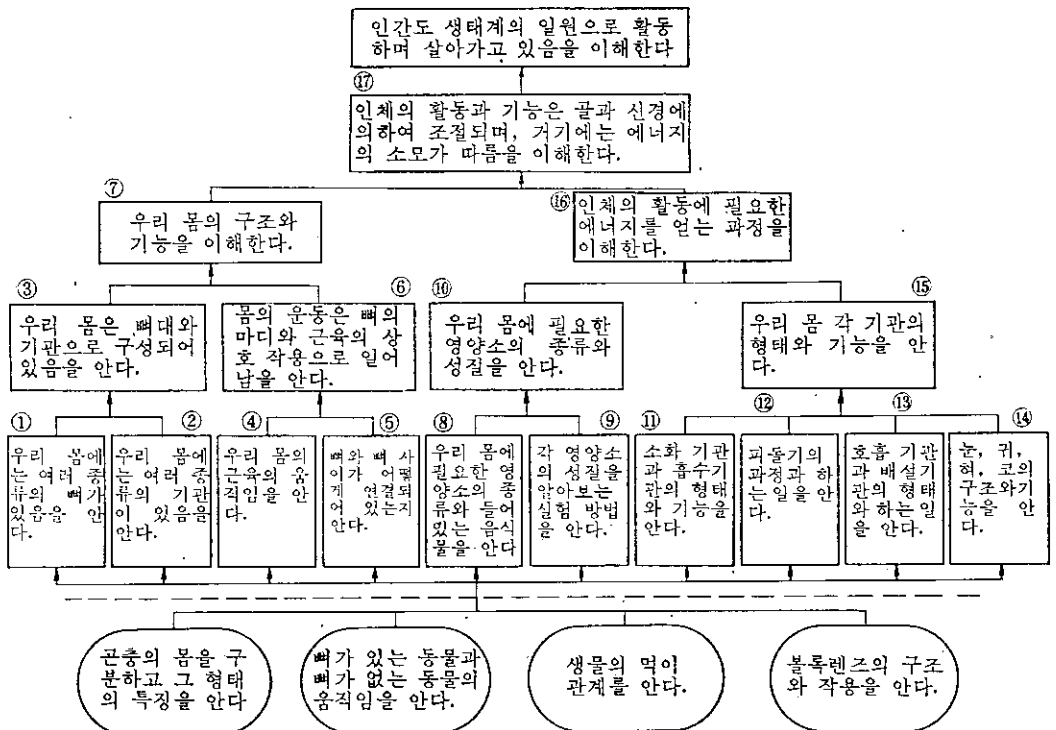 인간도 생태계의 일원으로 활동
하며 살아가고 있음을 이해한다
⑰
인체의 활동과 기능은 골과 신경에
의하여 조절되며, 거기에는 에너지
의 소모가 따름을 이해한다.
⑦
우리 몸의 구조와
기능을 이해한다.
⑯
인체의 활동에 필요한
에너지를 얻는 과정을
이해한다.
③
우리 몸은 뼈대와
기관으로 구성되어
있음을 안다.
⑥
몸의 운동은 뼈의
마디와 근육의 상
호 작용으로 일어
남을 안다.
⑩
우리 몸에 필요한
영양소의 종류와
성질을 안다.
⑮
우리 몸 각 기관의
형태와 기능을 안
다.
①
우리 몸에
는 여러 종
류의 뼈가
있음을 안
다.
②
우리 몸에
는 여러 종
류의 기관
이 있음을
안다.
④
우리 몸의
근육의 움
직임을 안
다.
⑤
뼈와 뼈 사
이가 어떻
게 연결되
어 있는지
안다.
⑧
우리 몸에
필요한 영
양소의 종
류와 들어
있는 음식
물을 안다
⑨
각 영양소
의 성질을
알아보는
실험 방법
을 안다.
⑪
소화 기관
과 흡수기
관의 형태
와 기능을
안다.
⑫
피돌기의
과정과 하
는 일을 안
다.
⑬
호흡 기관
과 배설기
관의 형태
와 하는 일
을 안다.
⑭
눈, 귀,
혀, 코의
구조와기
능을 안
다.
곤충의 몸을 구
분하고 그 형태
의 특징을 안다
뼈가 있는 동물과
뼈가 없는 동물의
움직임을 안다.
생물의 먹이
관계를 안다.
볼록렌즈의 구조
와 작용을 안다.